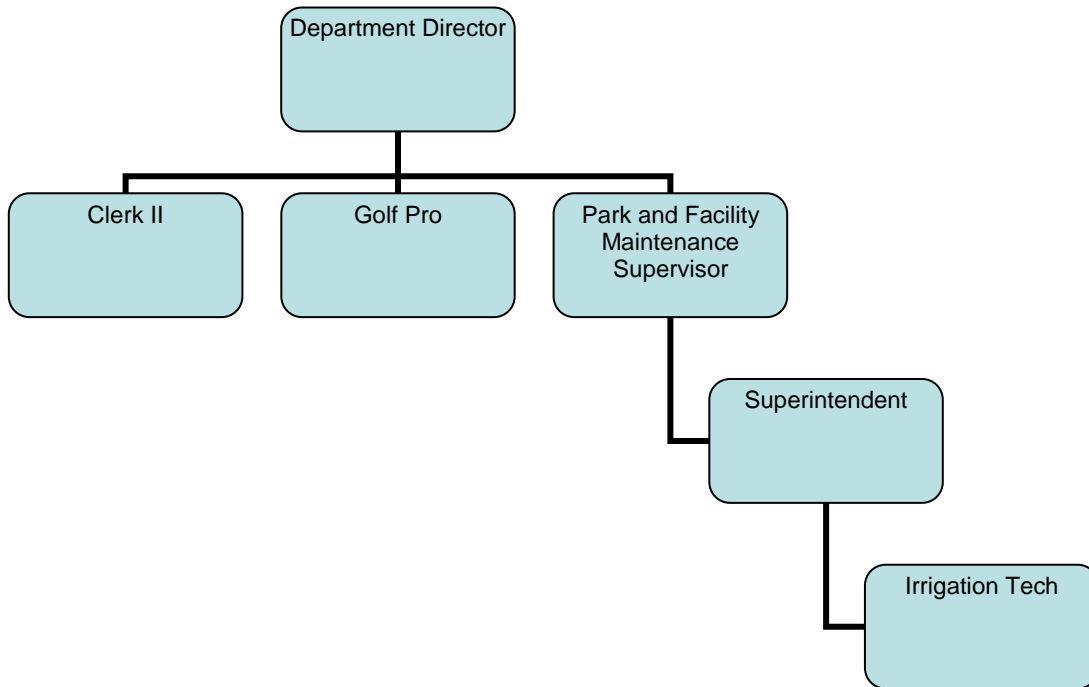 Department Director
Clerk II
Golf Pro
Park and Facility
Maintenance
Supervisor
Superintendent
Irrigation Tech